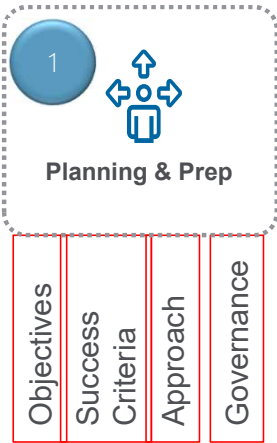 1
Planning & Prep
Objectives
Success
Criteria
Approach
Governance